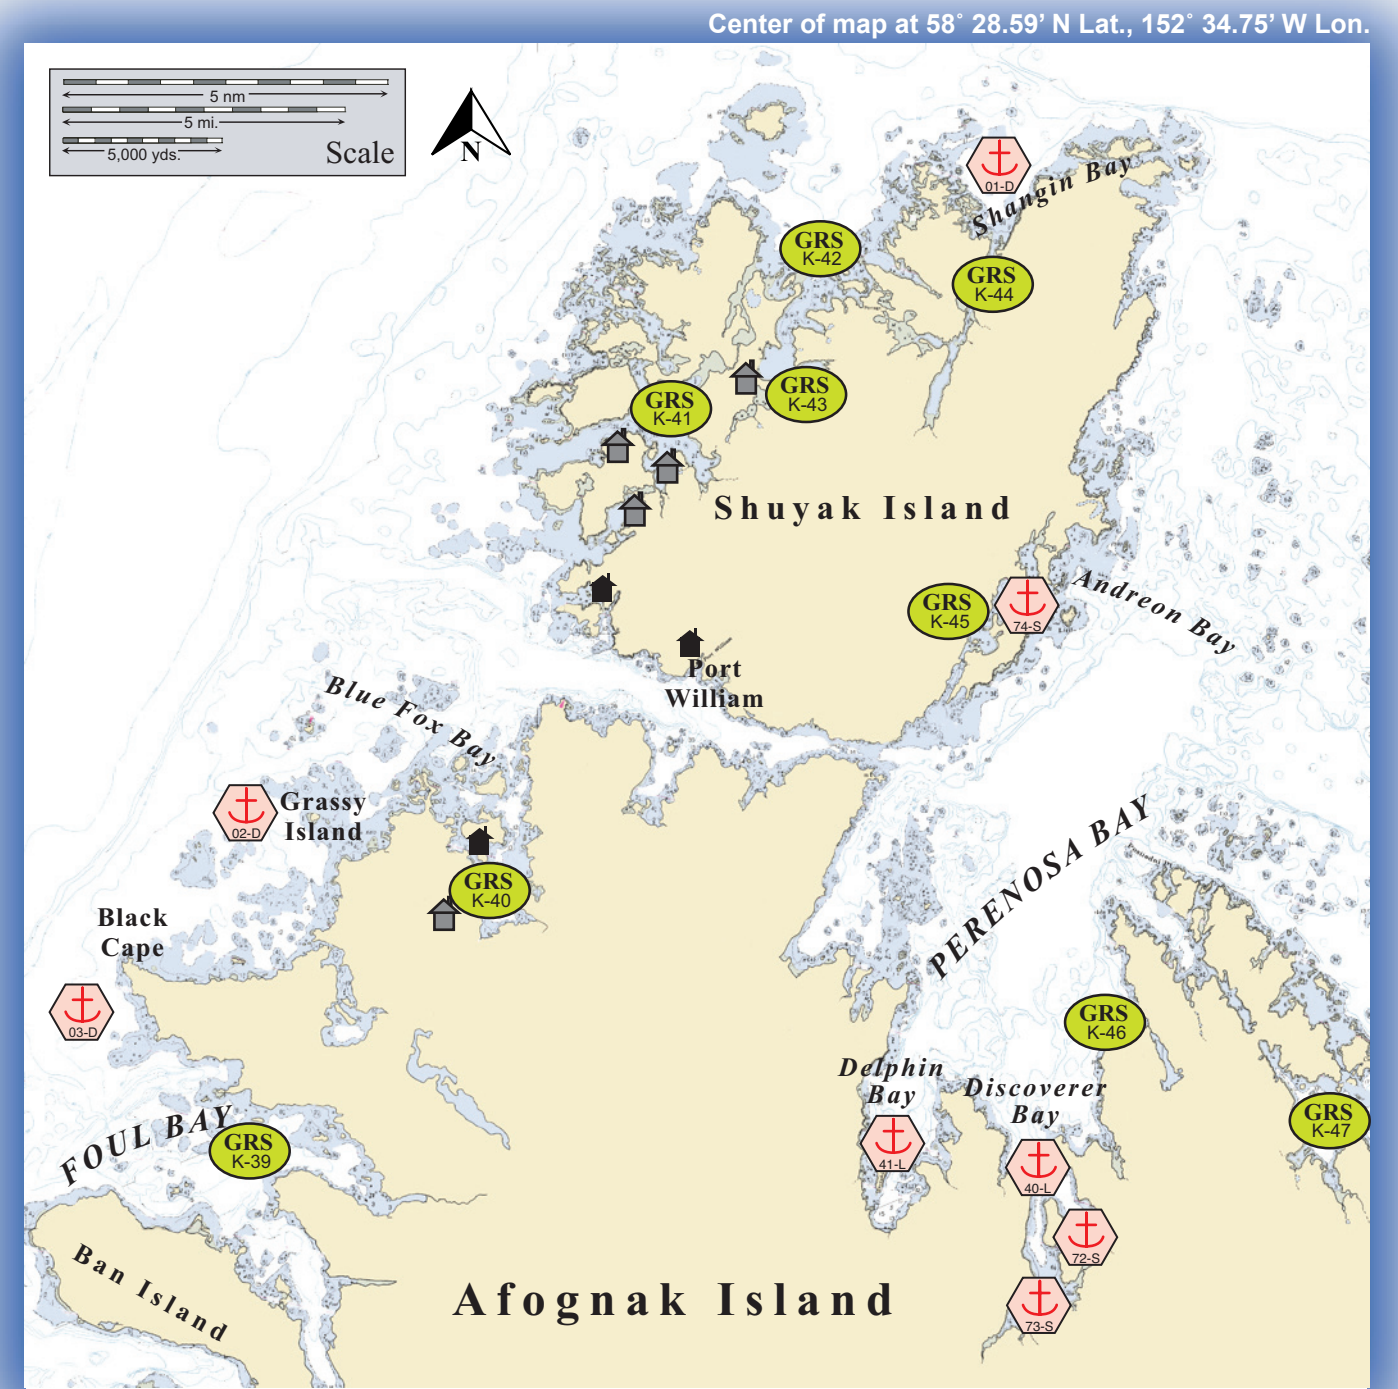 Center of map at 58° 28.59’ N Lat., 152° 34.75’ W Lon.
5 nm
5 mi.
5,000 yds.
Scale
N
01-D
Shangin Bay
GRS
K-42
GRS
K-44
GRS
K-43
GRS
K-41
Shuyak Island
Andreon Bay
GRS
K-45
74-S
Port
William
Blue Fox Bay
02-D
Grassy
Island
GRS
K-40
PERENOSA BAY
Black
Cape
03-D
GRS
K-46
Delphin
Bay
Discoverer
Bay
FOUL BAY
GRS
K-39
GRS
K-47
41-L
40-L
72-S
Ban Island
Afognak Island
73-S